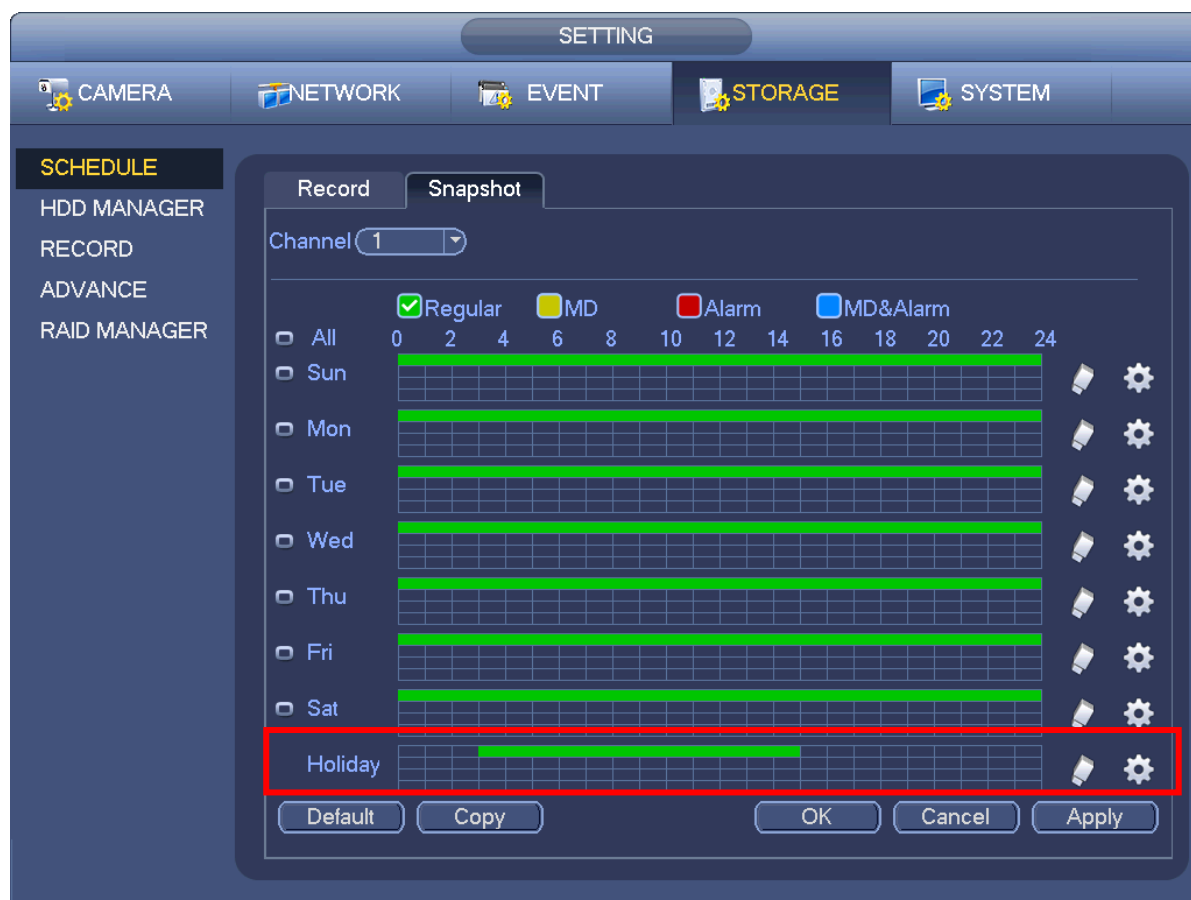 SETTING
CAMERA NETWORK EVENT STORAGE SYSTEM
SCHEDULE
HDD MANAGER
RECORD
ADVANCE
RAID MANAGER
Record Snapshot
Channel 1
Regular MD Alarm MD&Alarm
All 0 2 4 6 8 10 12 14 16 18 20 22 24
Sun
Mon
Tue
Wed
Thu
Fri
Sat
Holiday
Default Copy OK Cancel Apply